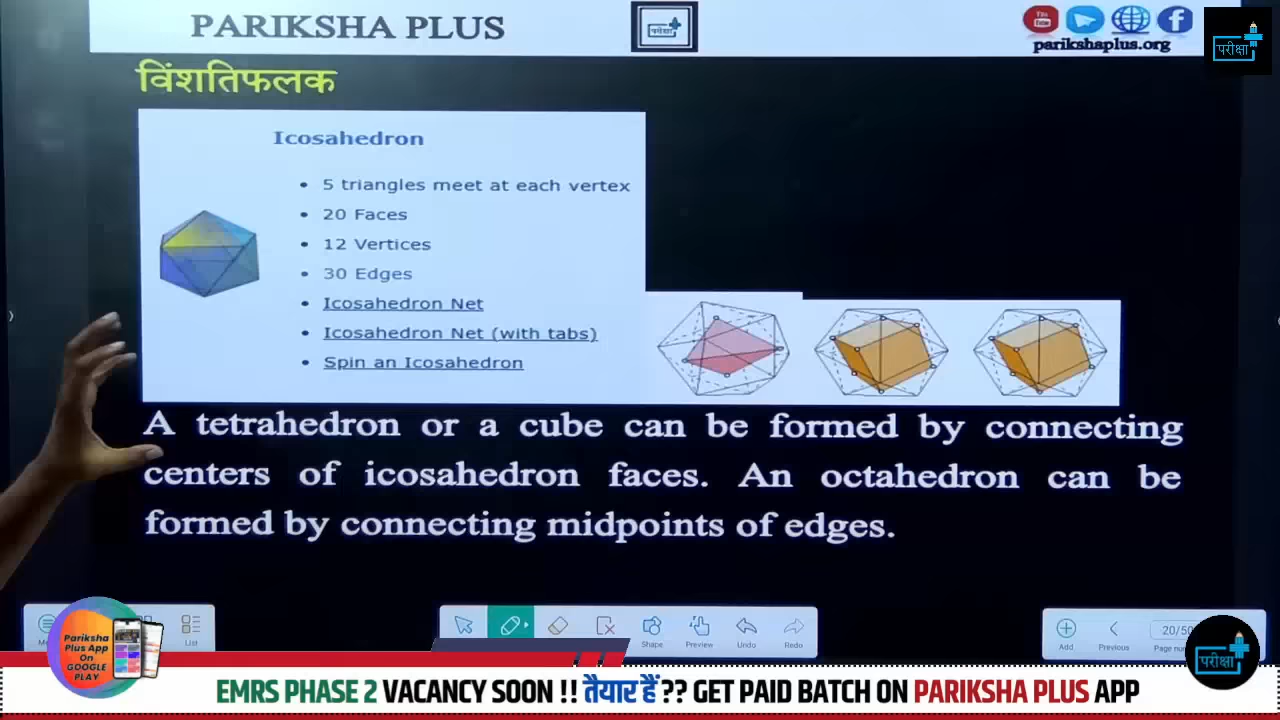 PARIKSHA PLUS
परीक्षा
You Tube
parikshaplus.org
परीक्षा
विंशतिफलक
Icosahedron
5 triangles meet at each vertex
20 Faces
12 Vertices
30 Edges
Icosahedron Net
Icosahedron Net (with tabs)
Spin an Icosahedron
A tetrahedron or a cube can be formed by connecting
centers of icosahedron faces. An octahedron can be
formed by connecting midpoints of edges.
List
Shape
Preview
Undo
Redo
Add
Previous
20/50
Pariksha
Plus App
On
GOOGLE
PLAY
परीक्षा
EMRS PHASE 2 VACANCY SOON !! तैयार हैं ?? GET PAID BATCH ON PARIKSHA PLUS APP